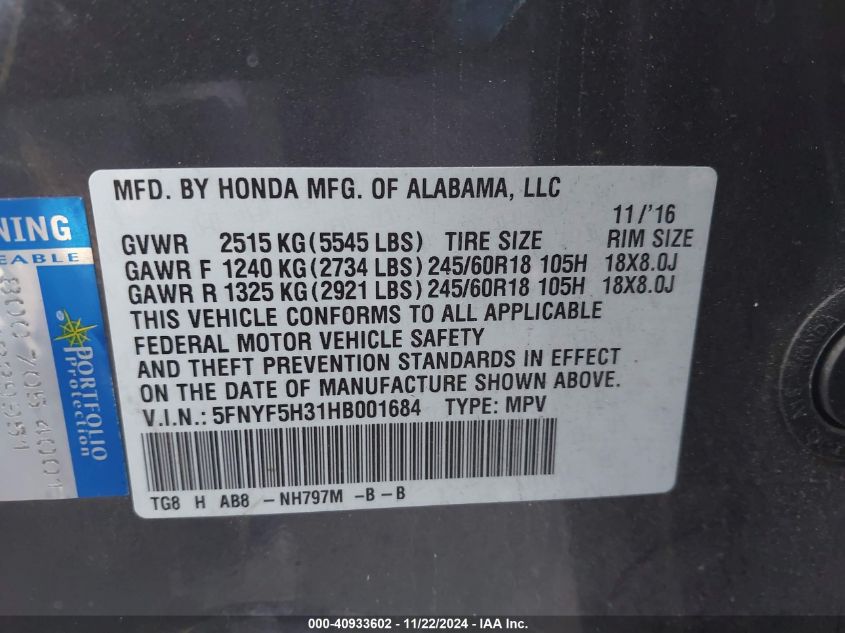 MFD. BY HONDA MFG. OF ALABAMA, LLC
11/'16
GVWR 2515 KG (5545 LBS) TIRE SIZE RIM SIZE
GAWR F 1240 KG (2734 LBS) 245/60R18 105H 18X8.0J
GAWR R 1325 KG (2921 LBS) 245/60R18 105H 18X8.0J
THIS VEHICLE CONFORMS TO ALL APPLICABLE
FEDERAL MOTOR VEHICLE SAFETY
AND THEFT PREVENTION STANDARDS IN EFFECT
ON THE DATE OF MANUFACTURE SHOWN ABOVE.
V.I.N.: 5FNYF5H31HB001684 TYPE: MPV
TG8 H AB8 - NH797M - B - B
PORTFOLIO
Protection
000-40933602 - 11/22/2024 - IAA Inc.